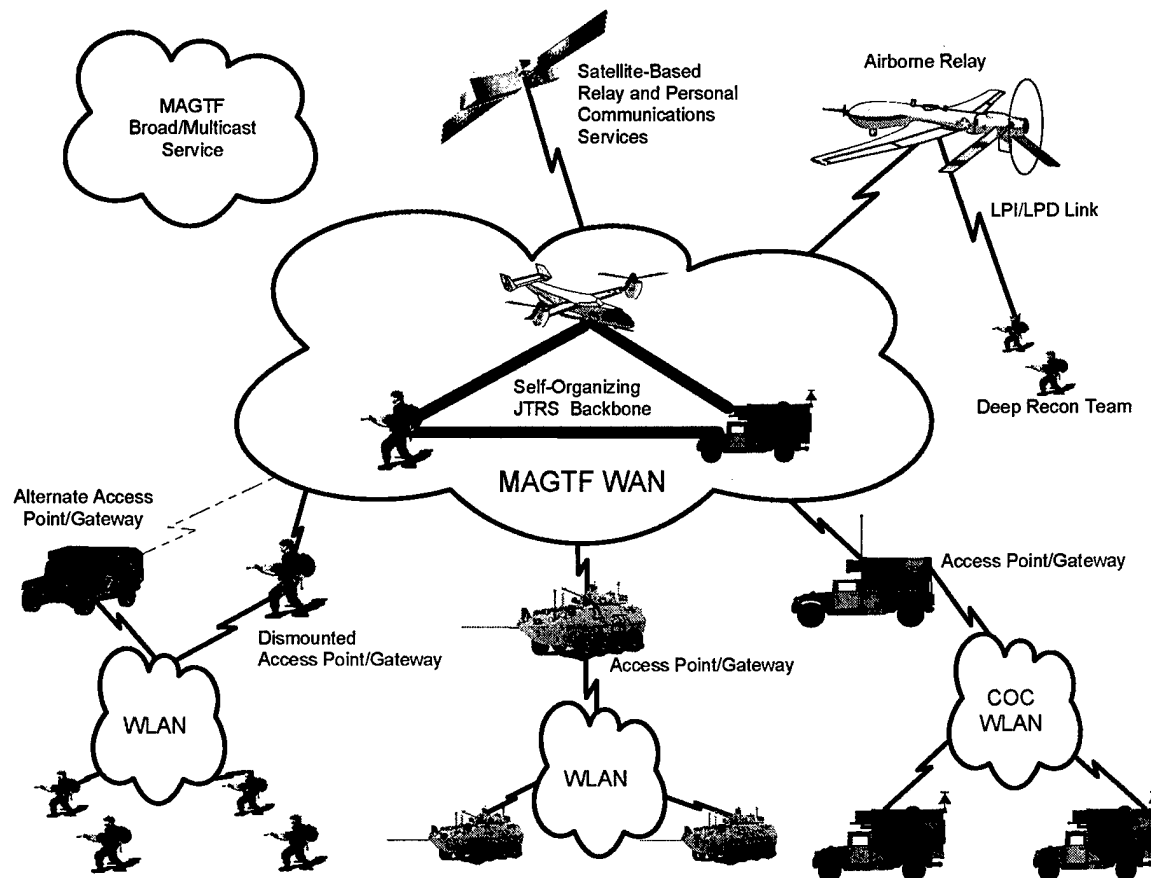 MAGTF
Broad/Multicast
Service
Satellite-Based
Relay and Personal
Communications
Services
Airborne Relay
LPI/LPD Link
Deep Recon Team
Self-Organizing
JTRS Backbone
MAGTF WAN
Alternate Access
Point/Gateway
Dismounted
Access Point/Gateway
Access Point/Gateway
Access Point/Gateway
WLAN
WLAN
COC
WLAN